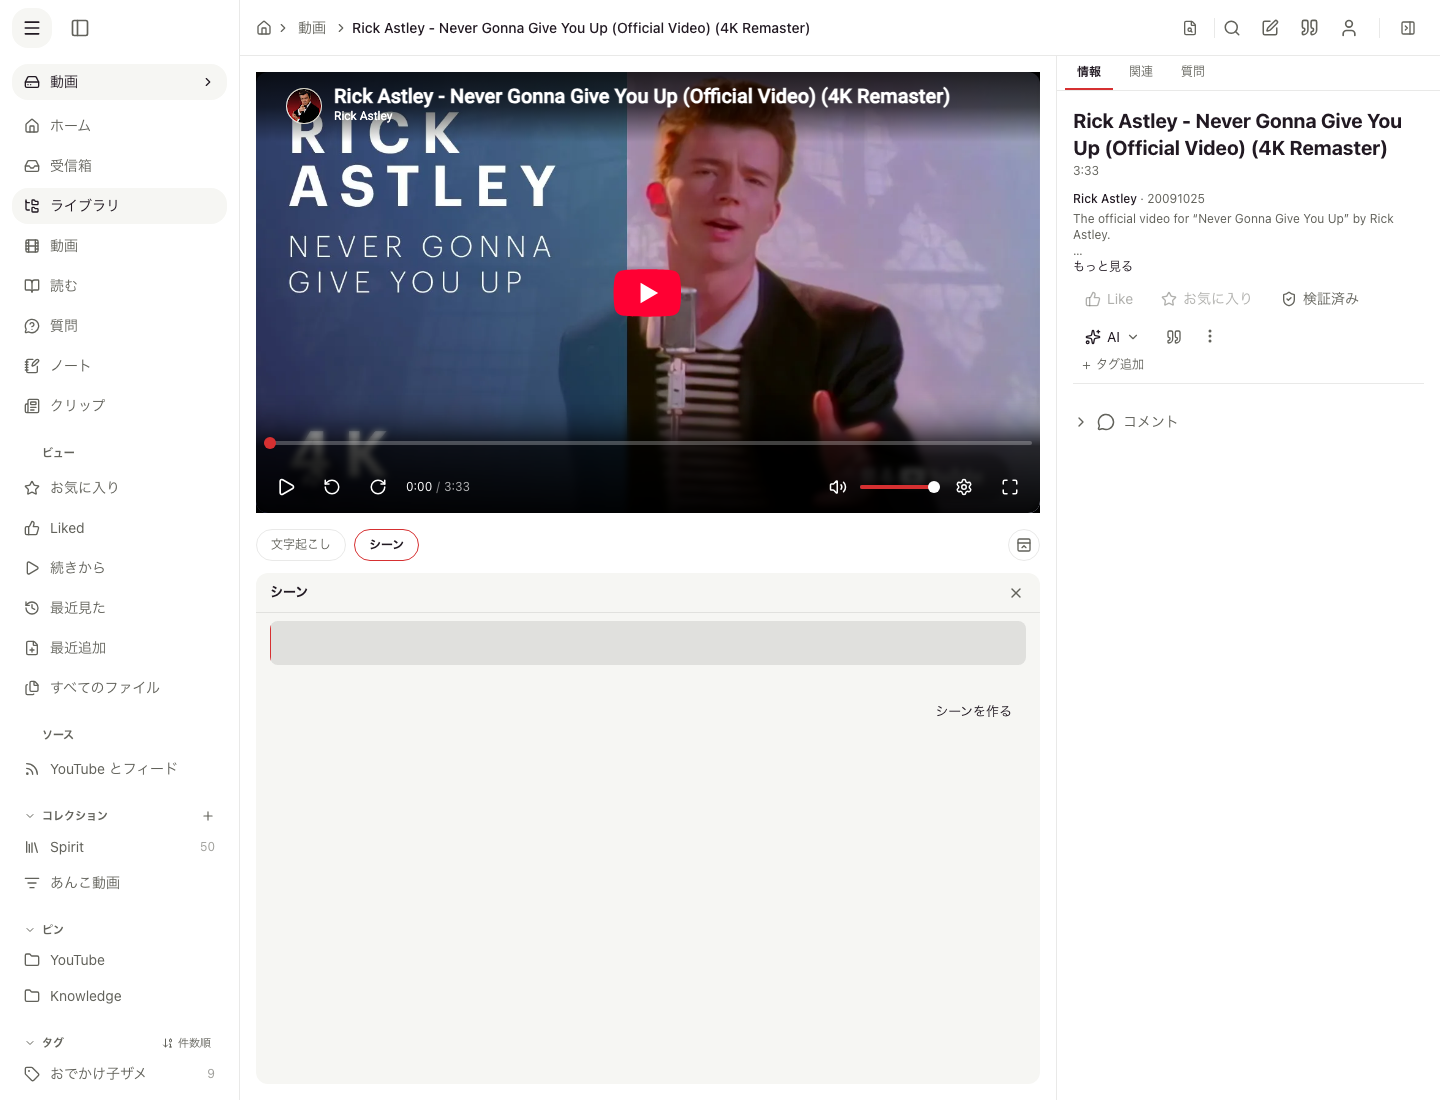 動画
Rick Astley - Never Gonna Give You Up (Official Video) (4K Remaster)
動画
ホーム
受信箱
ライブラリ
動画
読む
質問
ノート
クリップ
ビュー
お気に入り
Liked
続きから
最近見た
最近追加
すべてのファイル
ソース
YouTube とフィード
コレクション
Spirit 50
あんこ動画
ピン
YouTube
Knowledge
タグ 件数順
おでかけ子ザメ 9
Rick Astley - Never Gonna Give You Up (Official Video) (4K Remaster)
Rick Astley
RICK
ASTLEY
NEVER GONNA
GIVE YOU UP
4K
0:00 / 3:33
文字起こし シーン
シーン
シーンを作る
情報 関連 質問
Rick Astley - Never Gonna Give You
Up (Official Video) (4K Remaster)
3:33
Rick Astley · 20091025
The official video for “Never Gonna Give You Up” by Rick
Astley.
...
もっと見る
Like お気に入り 検証済み
AI
+ タグ追加
コメント